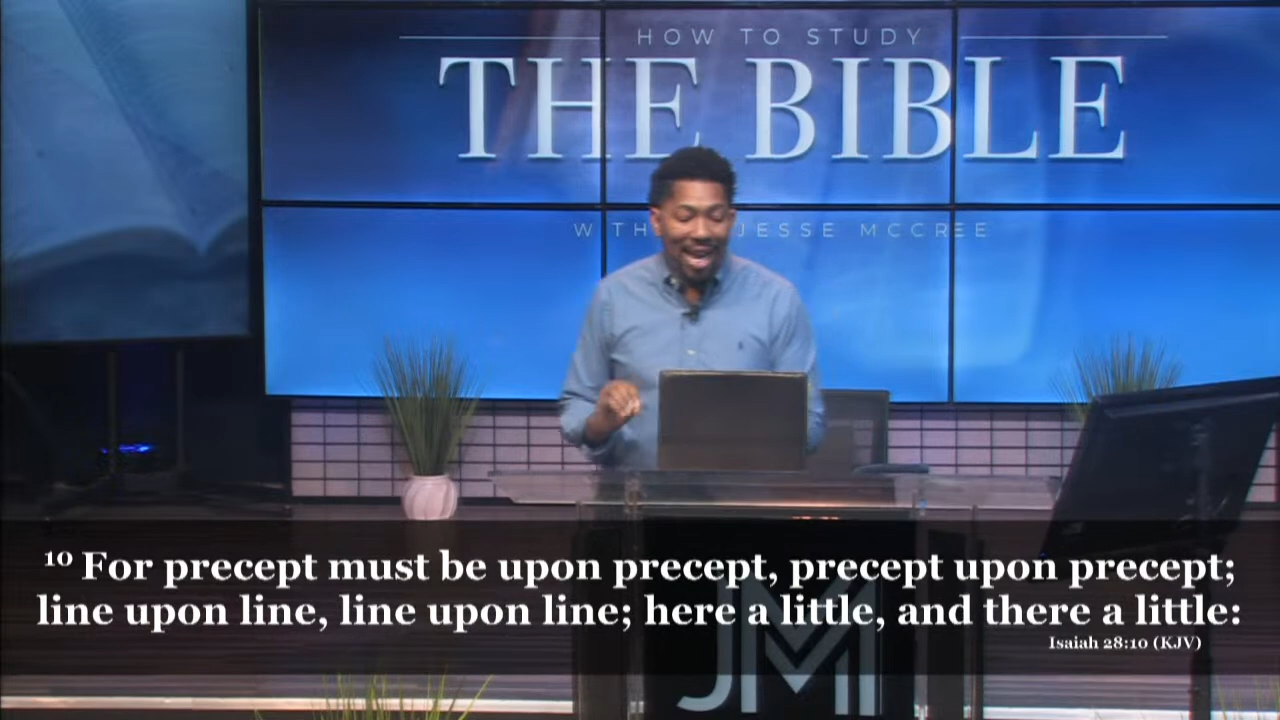 HOW TO STUDY
THE BIBLE
JESSE MCCREE
¹⁰ For precept must be upon precept, precept upon precept;
line upon line, line upon line; here a little, and there a little:
Isaiah 28:10 (KJV)
JM